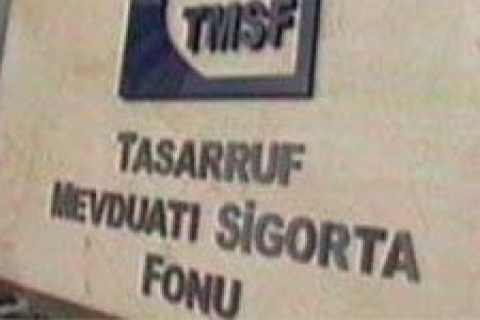 TMSF
TASARRUF
MEVDUATI SİGORTA
FONU